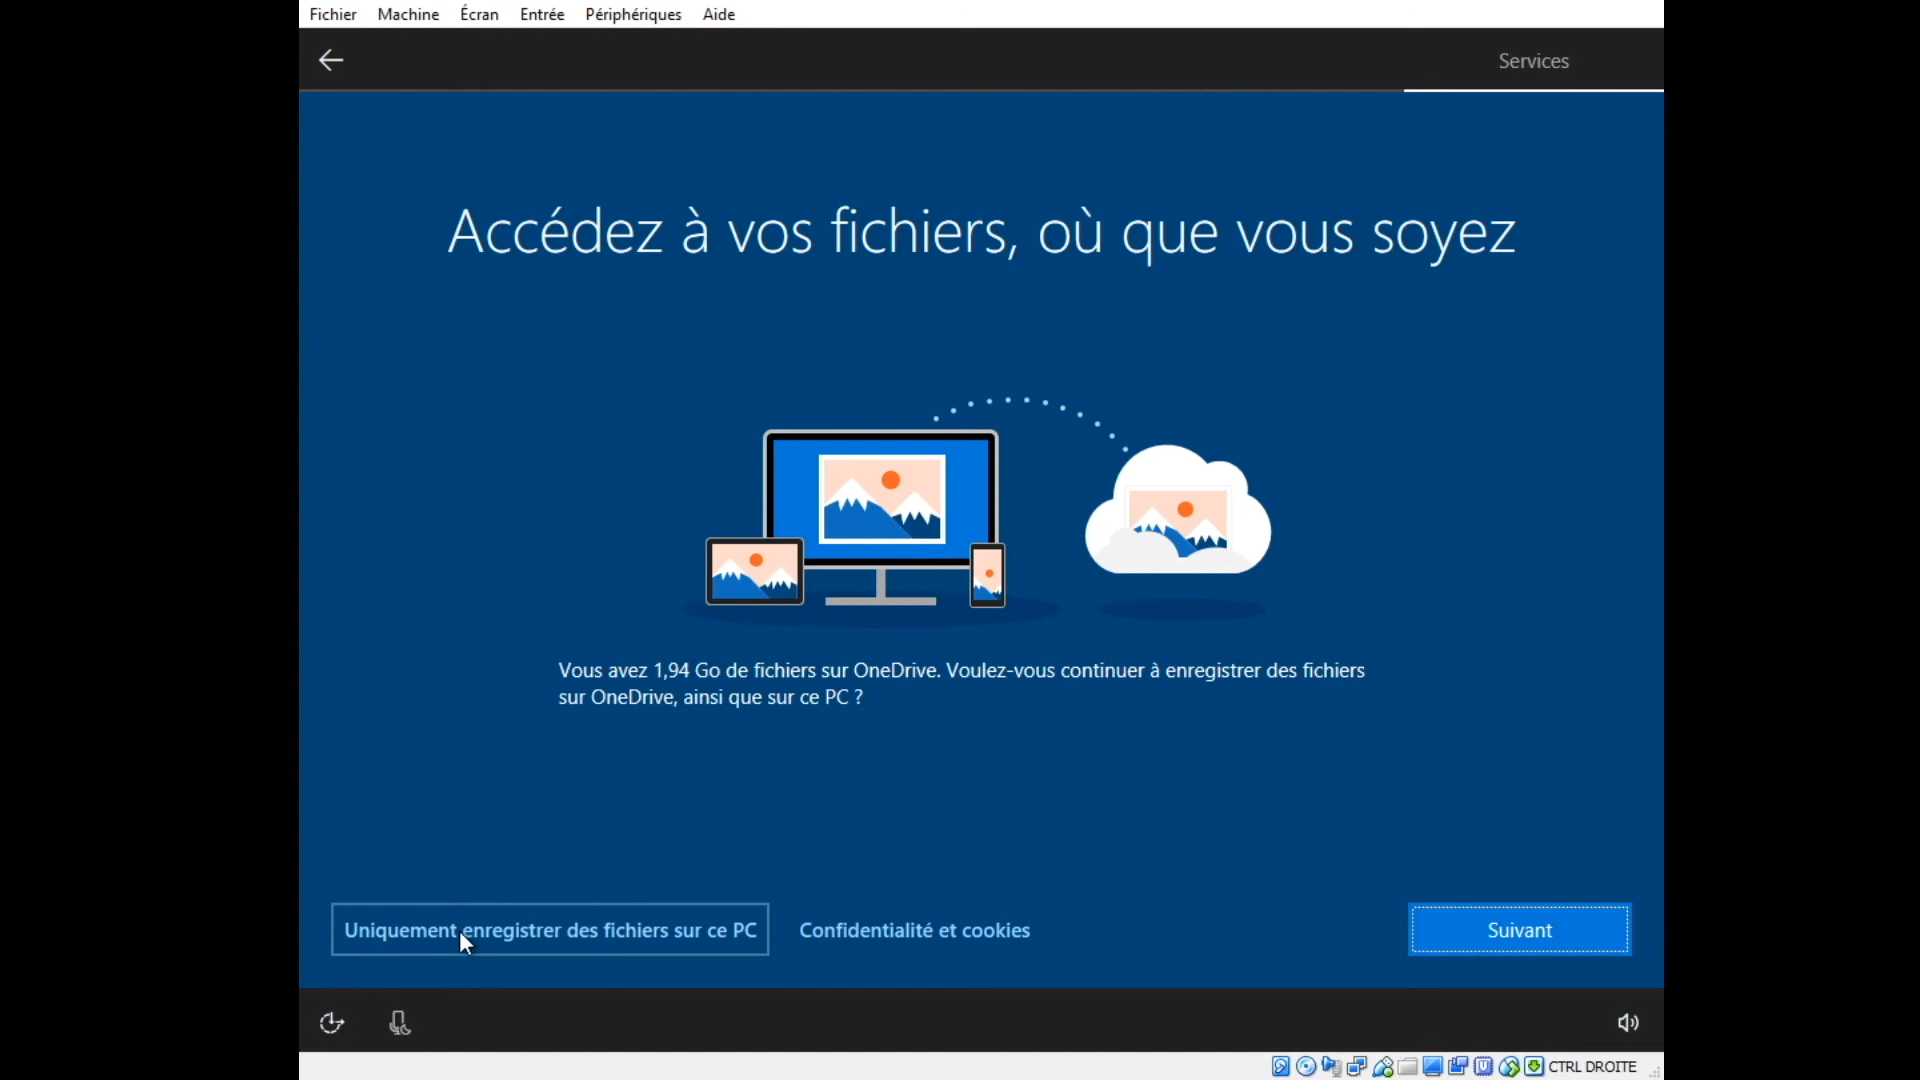 Fichier Machine Écran Entrée Périphériques Aide
Services
Accédez à vos fichiers, où que vous soyez
Vous avez 1,94 Go de fichiers sur OneDrive. Voulez-vous continuer à enregistrer des fichiers
sur OneDrive, ainsi que sur ce PC ?
Uniquement enregistrer des fichiers sur ce PC Confidentialité et cookies Suivant
CTRL DROITE